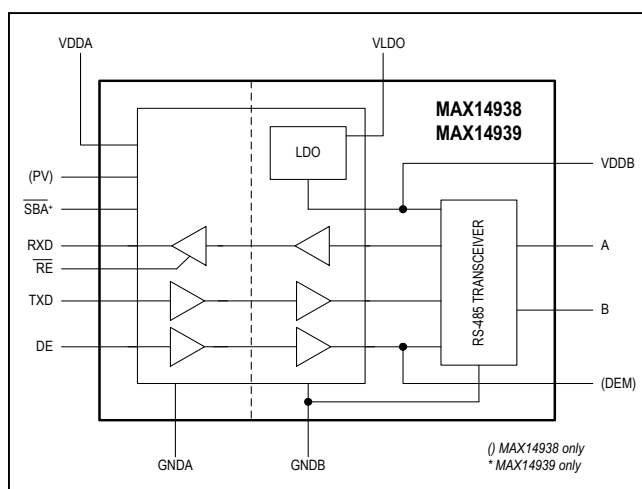 VDDA
VLDO
MAX14938
MAX14939
LDO
VDDB
(PV)
SBA*
RXD
A
RE
TXD
B
RS-485 TRANSCEIVER
DE
(DEM)
GNDA
GNDB
() MAX14938 only
* MAX14939 only